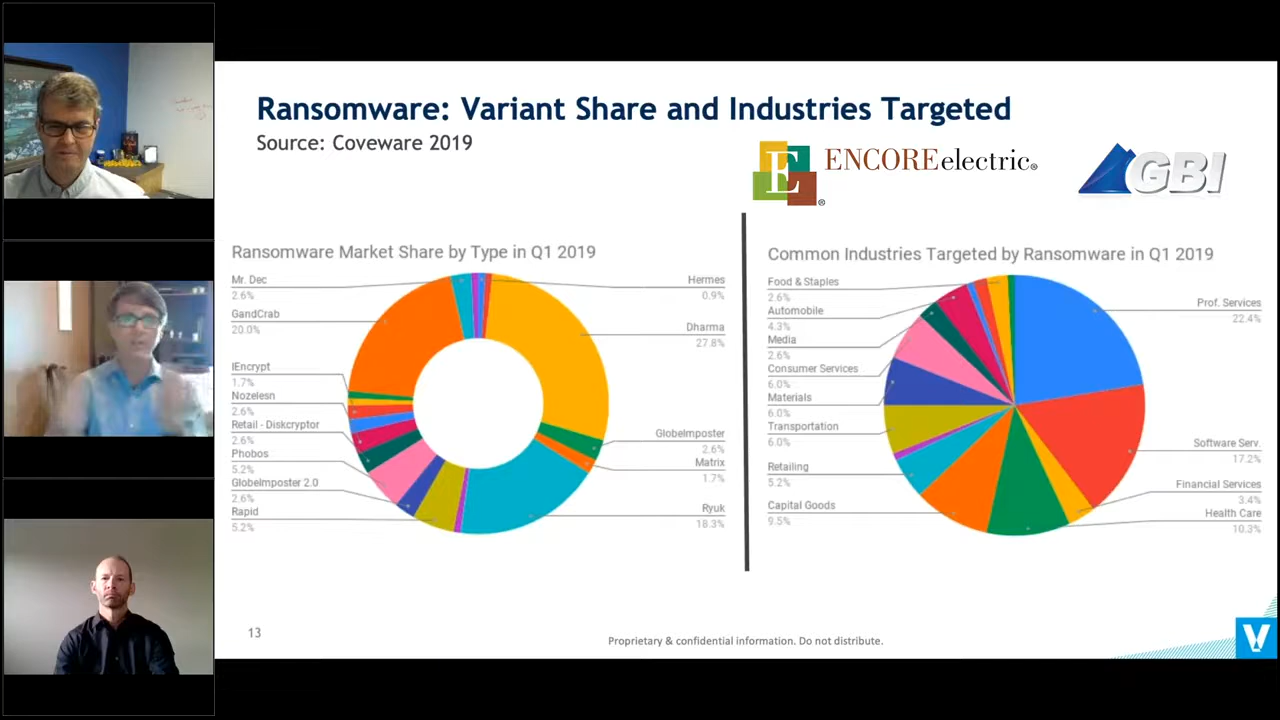 Ransomware: Variant Share and Industries Targeted
Source: Coveware 2019
E
ENCOREelectric®
®
GBI
Ransomware Market Share by Type in Q1 2019
Mr. Dec
2.6%
GandCrab
20.0%
IEncrypt
1.7%
Nozelesn
2.6%
Retail - Diskcryptor
2.6%
Phobos
5.2%
GlobeImposter 2.0
2.6%
Rapid
5.2%
Hermes
0.9%
Dharma
27.8%
GlobeImposter
2.6%
Matrix
1.7%
Ryuk
18.3%
Common Industries Targeted by Ransomware in Q1 2019
Food & Staples
2.6%
Automobile
4.3%
Media
2.6%
Consumer Services
6.0%
Materials
6.0%
Transportation
6.0%
Retailing
5.2%
Capital Goods
9.5%
Prof. Services
22.4%
Software Serv.
17.2%
Financial Services
3.4%
Health Care
10.3%
13
Proprietary & confidential information. Do not distribute.
V